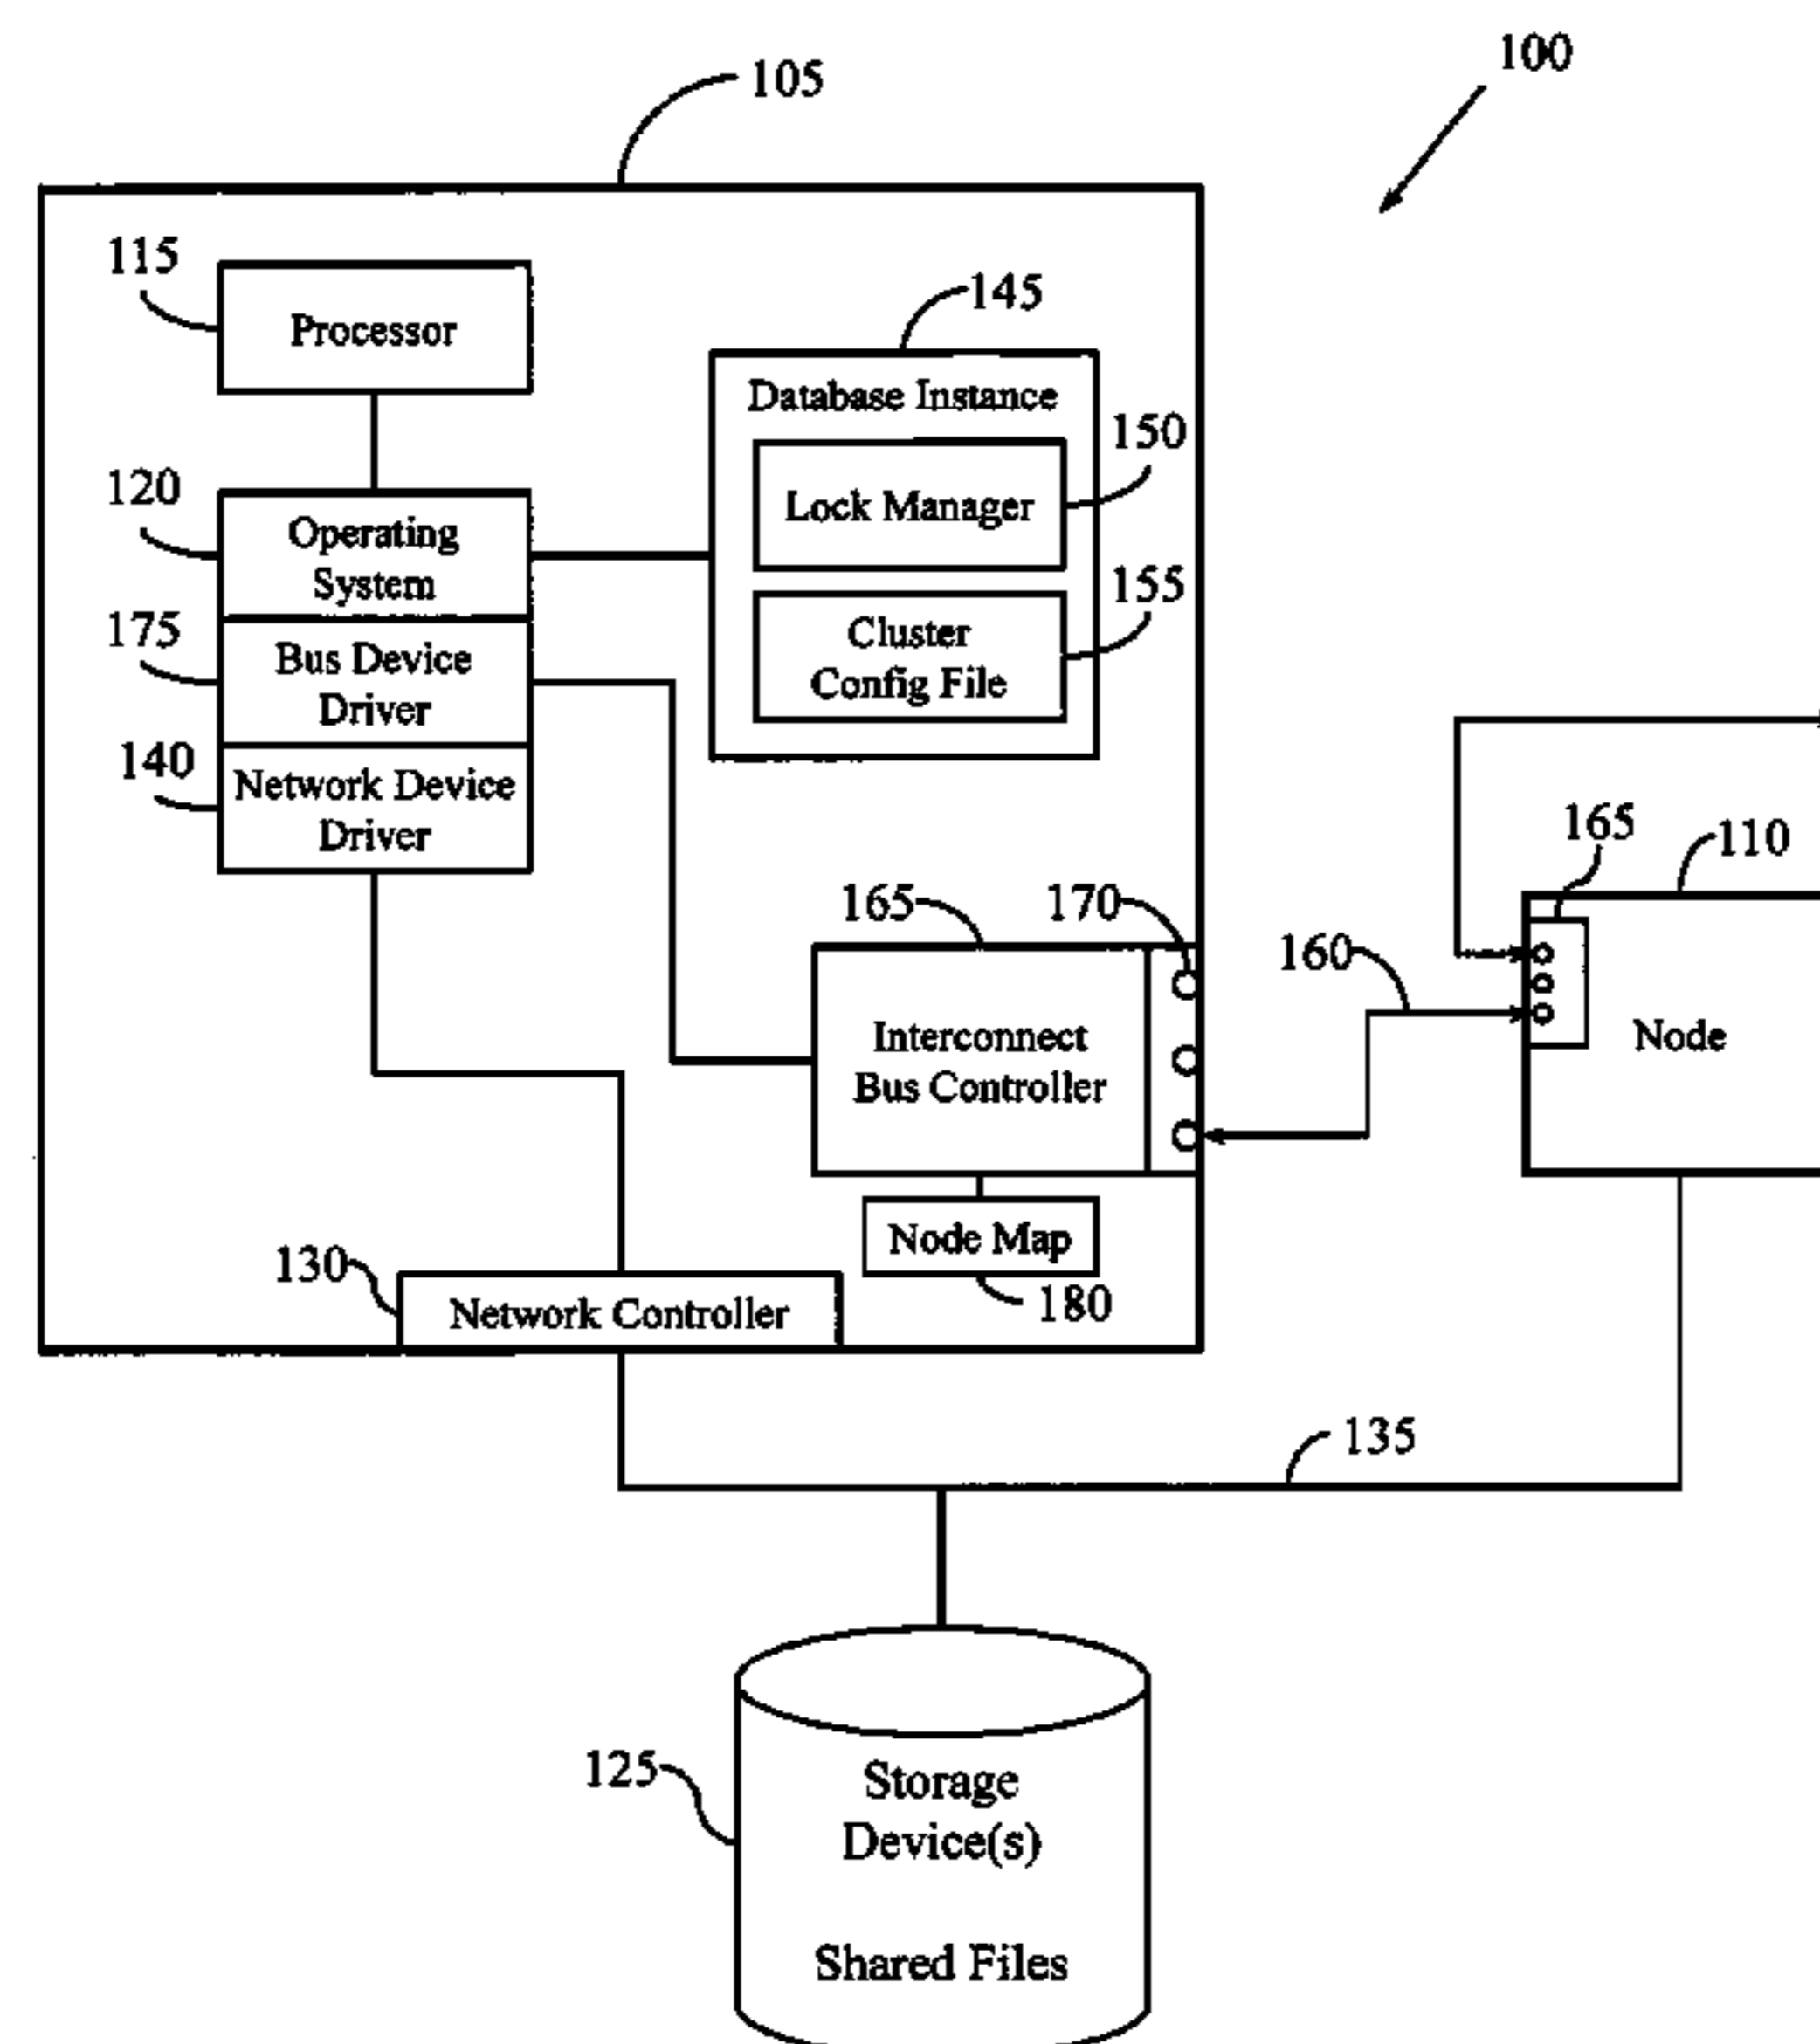 100
105
115
Processor
145
Database Instance
150
Lock Manager
120
Operating
System
155
Cluster
Config File
175
Bus Device
Driver
140
Network Device
Driver
165
170
Interconnect
Bus Controller
160
165
110
Node
Node Map
180
130
Network Controller
135
125
Storage
Device(s)
Shared Files